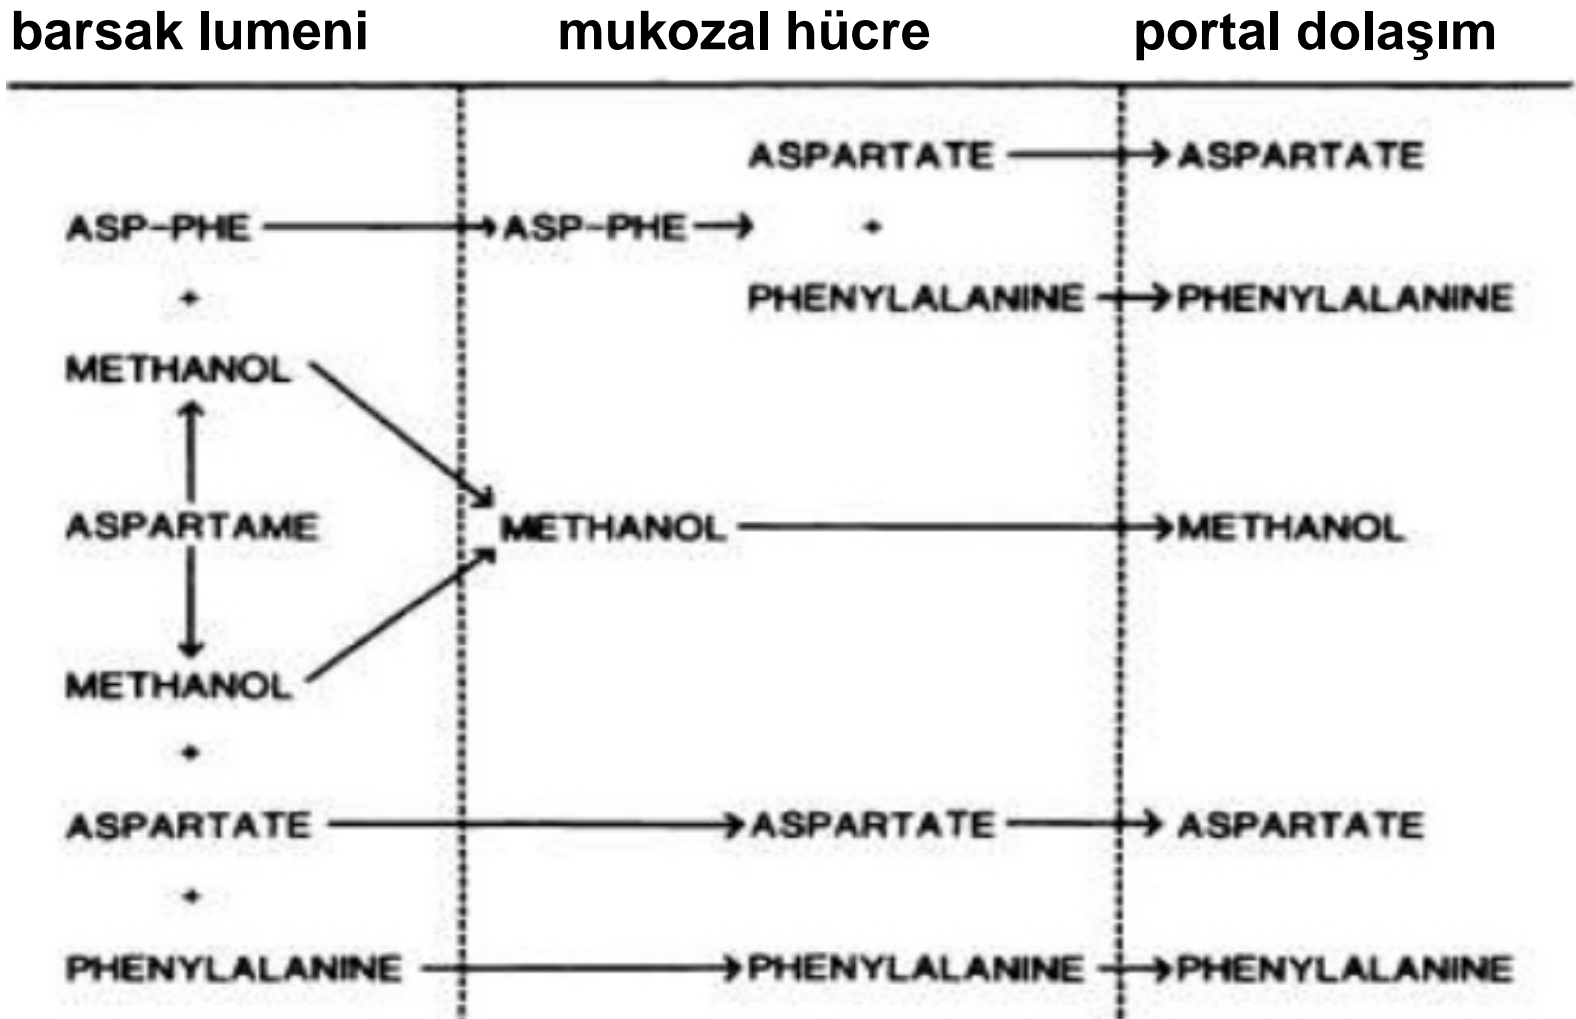 barsak lumeni mukozal hücre portal dolaşım
ASPARTATE → ASPARTATE
ASP-PHE → ASP-PHE → +
+
PHENYLALANINE → PHENYLALANINE
METHANOL
ASPARTAME METHANOL → METHANOL
METHANOL
+
ASPARTATE → ASPARTATE → ASPARTATE
+
PHENYLALANINE → PHENYLALANINE → PHENYLALANINE